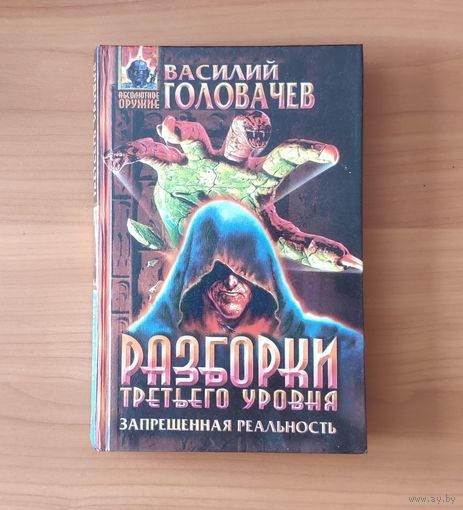 АБСОЛЮТНОЕ
ОРУЖИЕ
ВАСИЛИЙ
ГОЛОВАЧЕВ
РАЗБОРКИ
ТРЕТЬЕГО УРОВНЯ
ЗАПРЕЩЕННАЯ РЕАЛЬНОСТЬ
www.ay.by